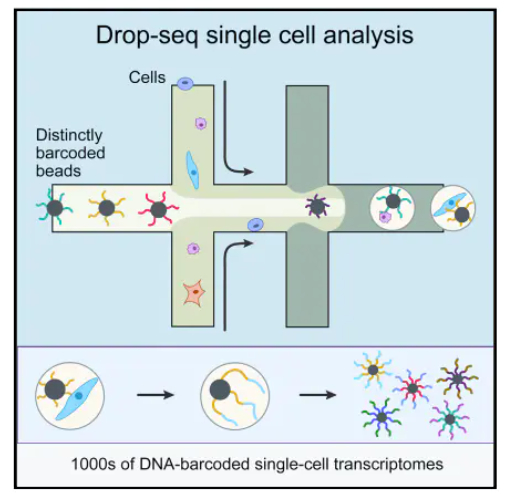 Drop-seq single cell analysis
Cells
Distinctly
barcoded
beads
1000s of DNA-barcoded single-cell transcriptomes